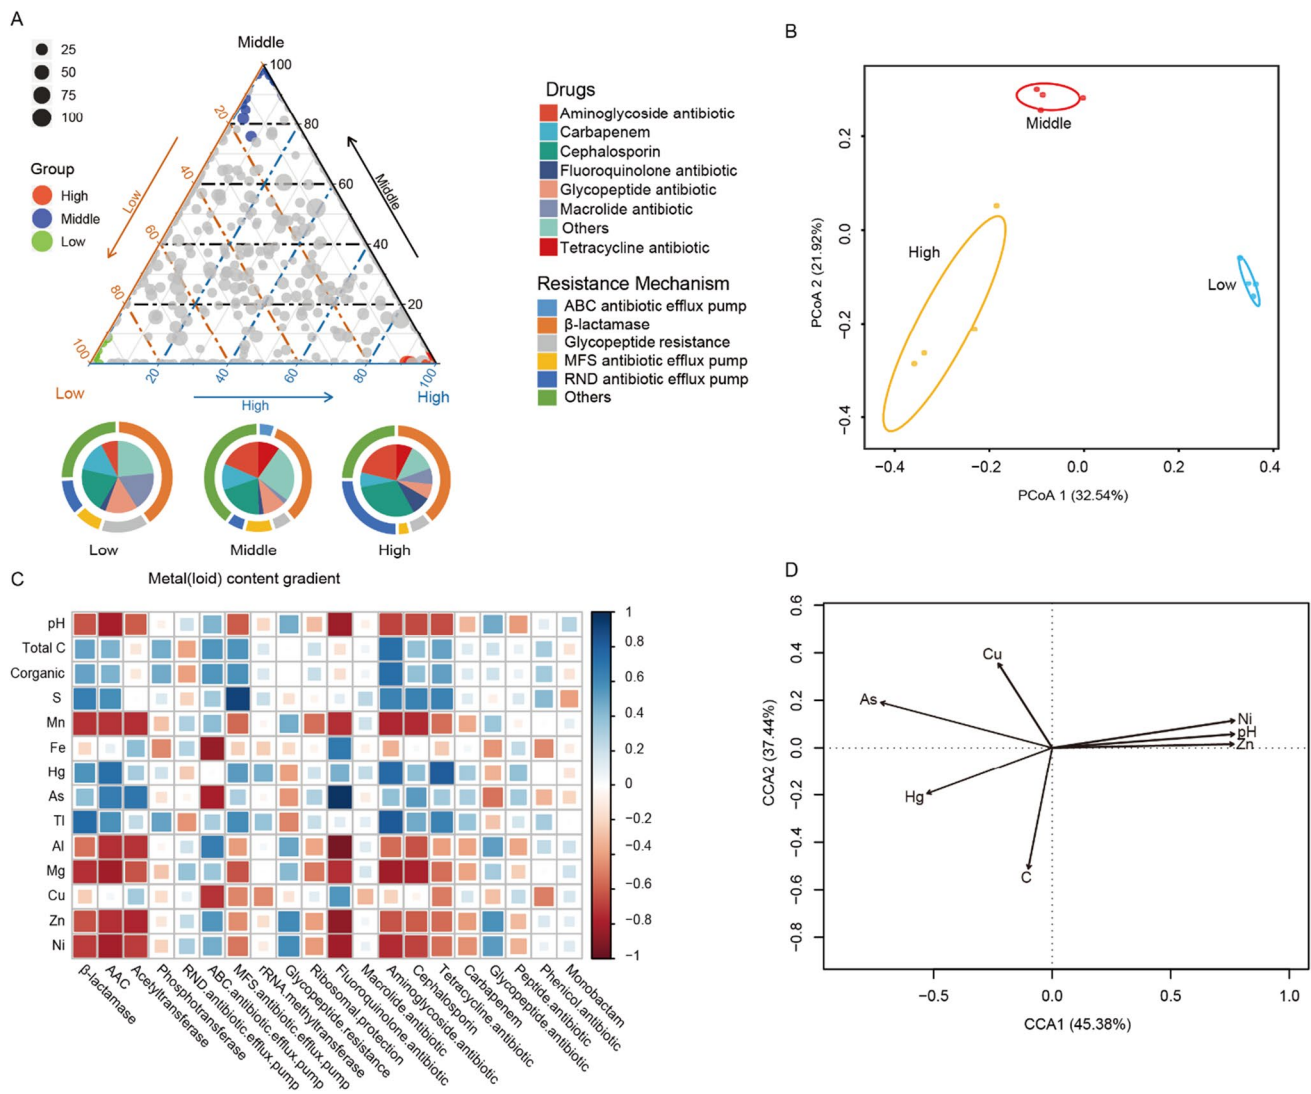 A
25
50
75
100
Group
High
Middle
Low
Middle
100
80
60
40
20
20
40
60
80
100
Low
Middle
20
40
60
80
100
Low
High
High
Low
Middle
High
Drugs
Aminoglycoside antibiotic
Carbapenem
Cephalosporin
Fluoroquinolone antibiotic
Glycopeptide antibiotic
Macrolide antibiotic
Others
Tetracycline antibiotic
Resistance Mechanism
ABC antibiotic efflux pump
β-lactamase
Glycopeptide resistance
MFS antibiotic efflux pump
RND antibiotic efflux pump
Others
B
Middle
High
Low
0.2
0.0
−0.2
−0.4
PCoA 2 (21.92%)
−0.4
−0.2
0.0
0.2
0.4
PCoA 1 (32.54%)
C
Metal(loid) content gradient
pH
Total C
Corganic
S
Mn
Fe
Hg
As
Tl
Al
Mg
Cu
Zn
Ni
1
0.8
0.6
0.4
0.2
0
−0.2
−0.4
−0.6
−0.8
−1
β-lactamase
AAC
Acetyltransferase
Phosphotransferase
RND.antibiotic.efflux.pump
ABC.antibiotic.efflux.pump
MFS.antibiotic.efflux.pump
rRNA.methyltransferase
Glycopeptide.resistance
Ribosomal.protection
Fluoroquinolone.antibiotic
Macrolide.antibiotic
Aminoglycoside.antibiotic
Cephalosporin
Tetracycline.antibiotic
Carbapenem
Glycopeptide.antibiotic
Peptide.antibiotic
Phenicol.antibiotic
Monobactam
D
0.6
0.4
0.2
0.0
−0.2
−0.4
−0.6
−0.8
CCA2 (37.44%)
Cu
As
Ni
pH
Zn
Hg
C
−0.5
0.0
0.5
1.0
CCA1 (45.38%)